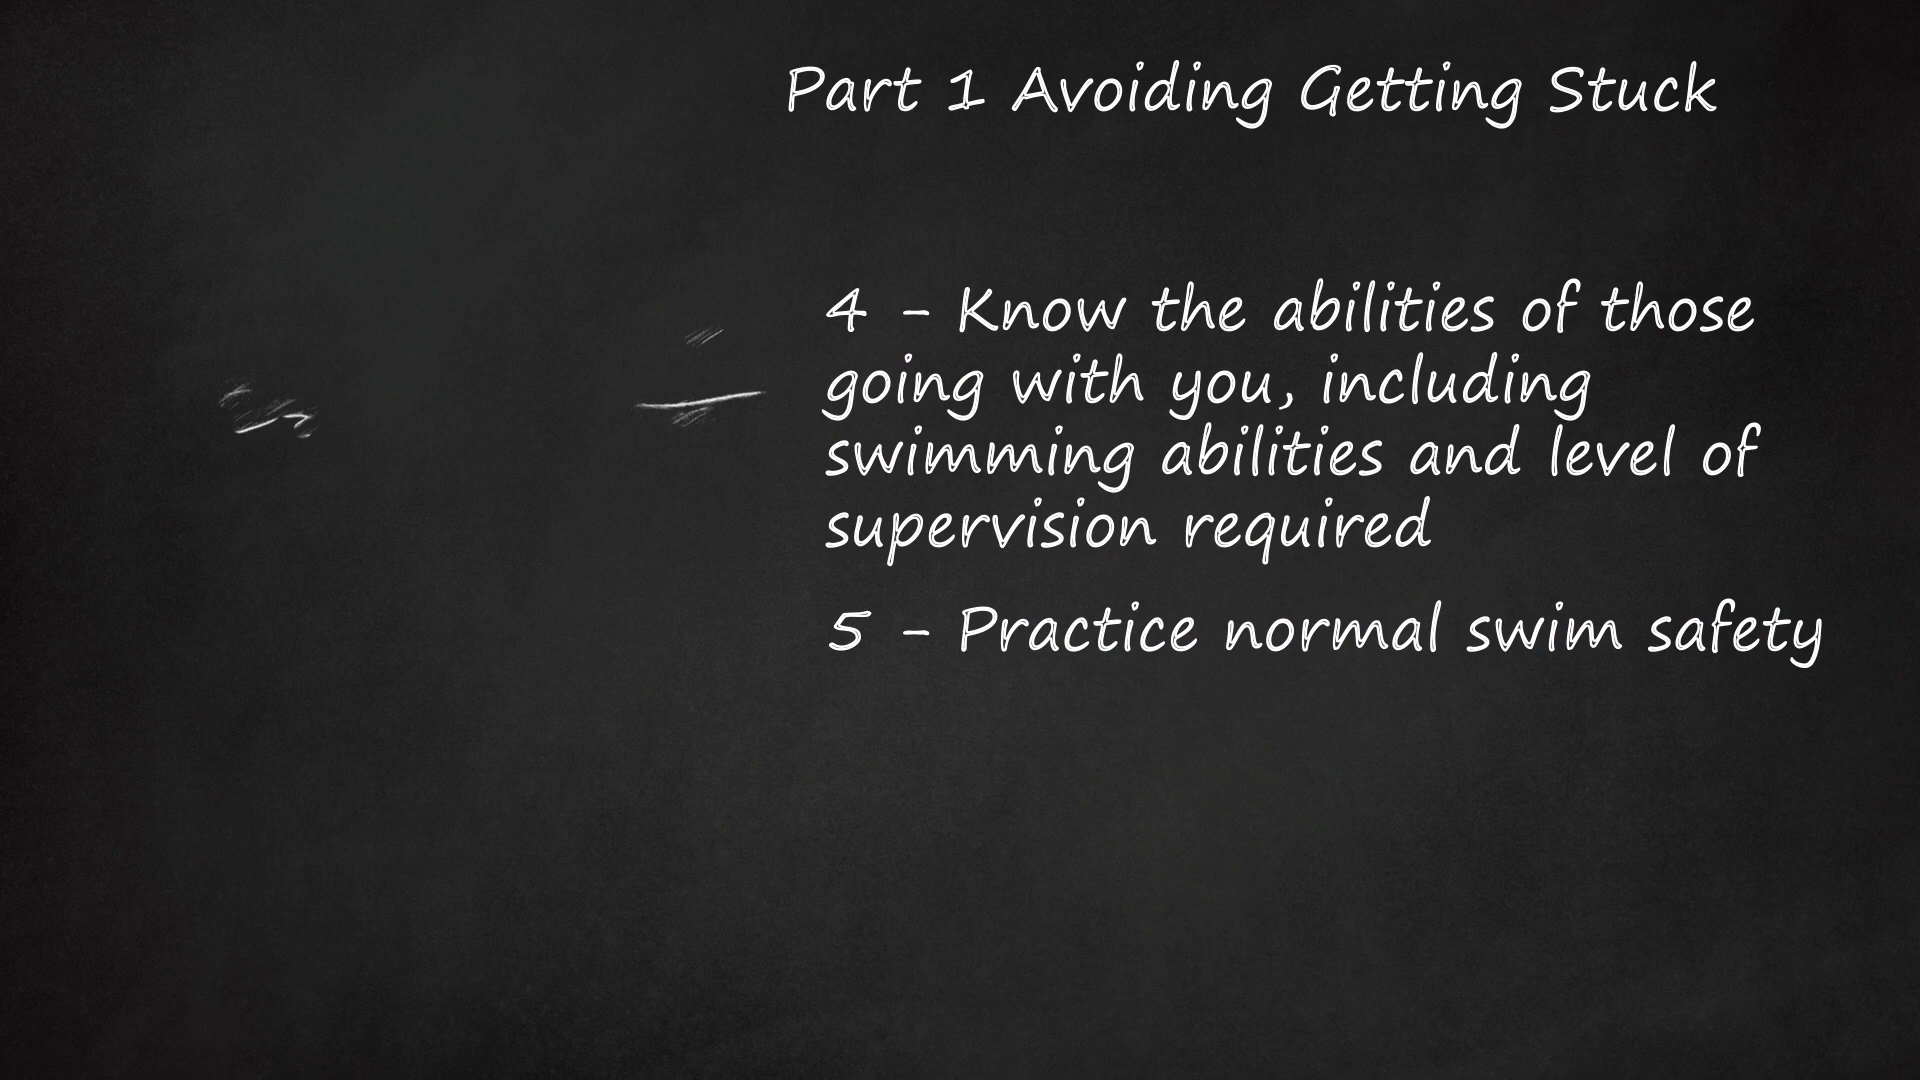 Part 1 Avoiding Getting Stuck
4 - Know the abilities of those
going with you, including
swimming abilities and level of
supervision required
5 - Practice normal swim safety